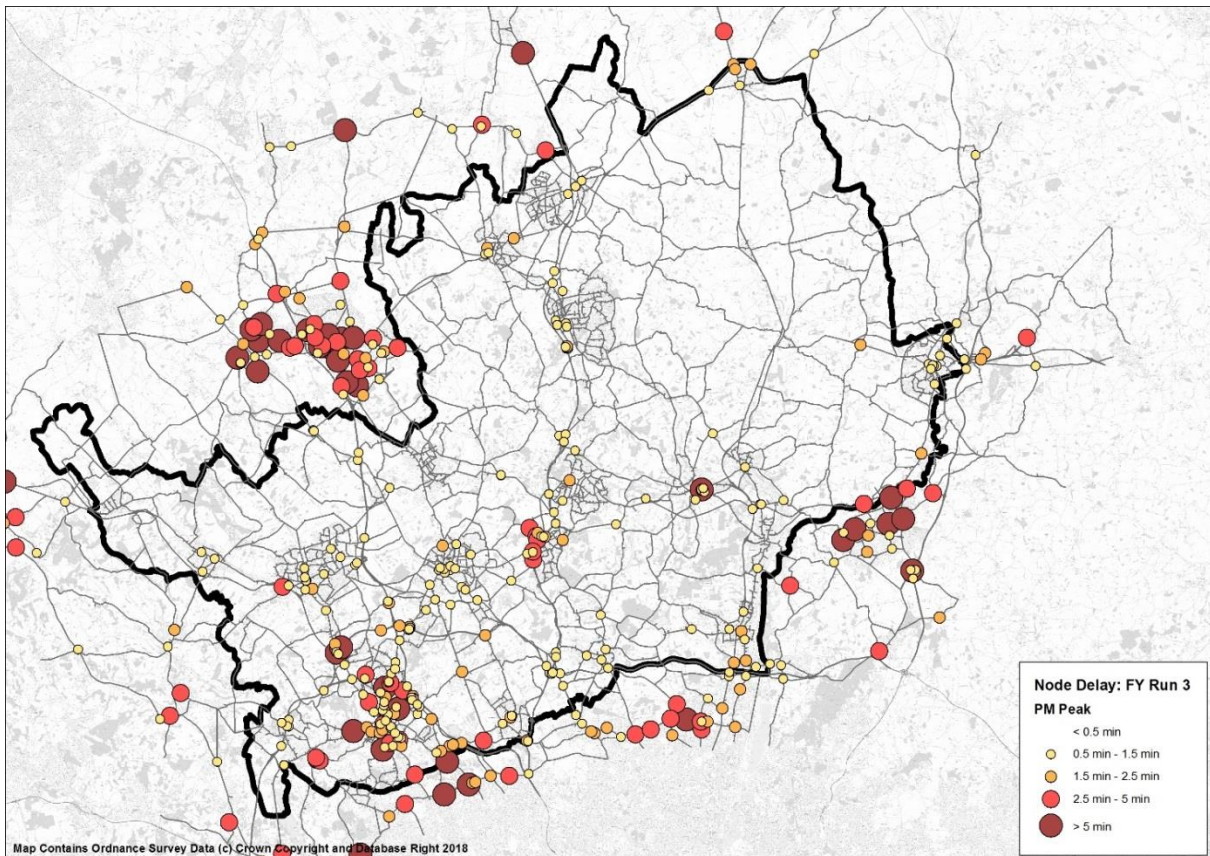 Node Delay: FY Run 3
PM Peak
< 0.5 min
0.5 min - 1.5 min
1.5 min - 2.5 min
2.5 min - 5 min
> 5 min
Map Contains Ordnance Survey Data (c) Crown Copyright and Database Right 2018